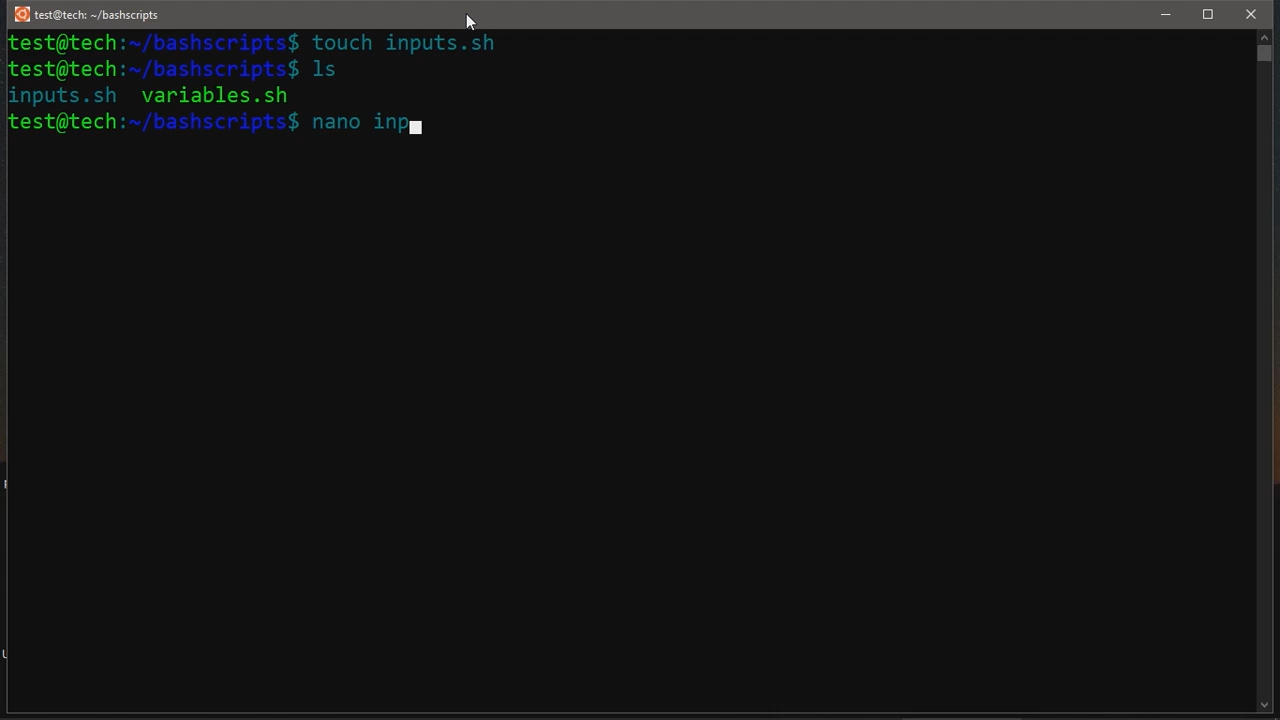 test@tech: ~/bashscripts
test@tech:~/bashscripts$ touch inputs.sh
test@tech:~/bashscripts$ ls
inputs.sh  variables.sh
test@tech:~/bashscripts$ nano inp